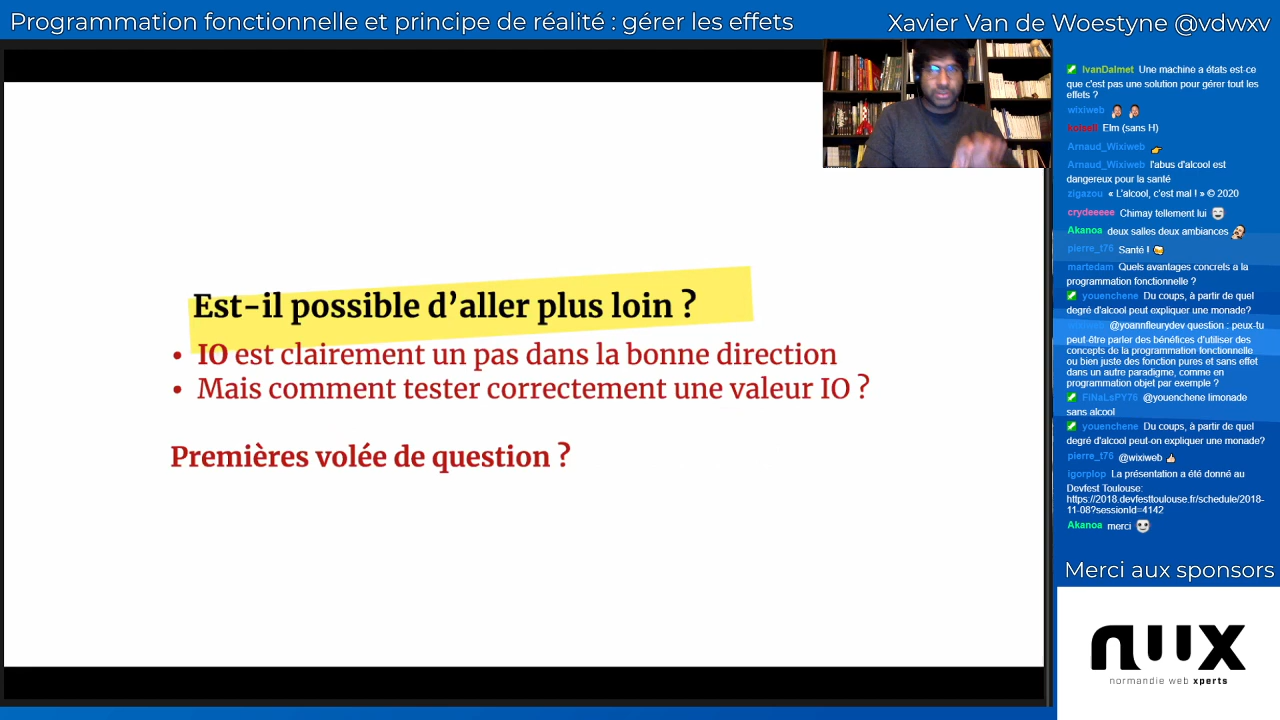 Programmation fonctionnelle et principe de réalité : gérer les effets
Xavier Van de Woestyne @vdwxv
Est-il possible d’aller plus loin ?
• IO est clairement un pas dans la bonne direction
• Mais comment tester correctement une valeur IO ?
Premières volée de question ?
IvanDalmet Une machine a états est-ce
que c'est pas une solution pour gérer tout les
effets ?
wixiweb
Elm (sans H)
Arnaud_Wixiweb
Arnaud_Wixiweb l'abus d'alcool est
dangereux pour la santé
zigazou « L'alcool, c'est mal ! » © 2020
crydeeeee Chimay tellement lui
Akanoa deux salles deux ambiances
pierre_t76 Santé !
martedam Quels avantages concrets a la
programmation fonctionelle ?
youenchene Du coups, à partir de quel
degré d'alcool peut expliquer une monade?
@yoannfleurydev question : peux-tu
peut-être parler des bénéfices d'utiliser des
concepts de la programmation fonctionnelle
ou bien juste des fonction pures et sans effet
dans un autre paradigme, comme en
programmation objet par exemple ?
FiNaLsPY76 @youenchene limonade
sans alcool
youenchene Du coups, à partir de quel
degré d'alcool peut-on expliquer une monade?
pierre_t76 @wixiweb
igorplop La présentation a été donné au
Devfest Toulouse:
https://2018.devfesttoulouse.fr/schedule/2018-
11-08?sessionId=4142
Akanoa merci
Merci aux sponsors
nwx
normandie web xperts